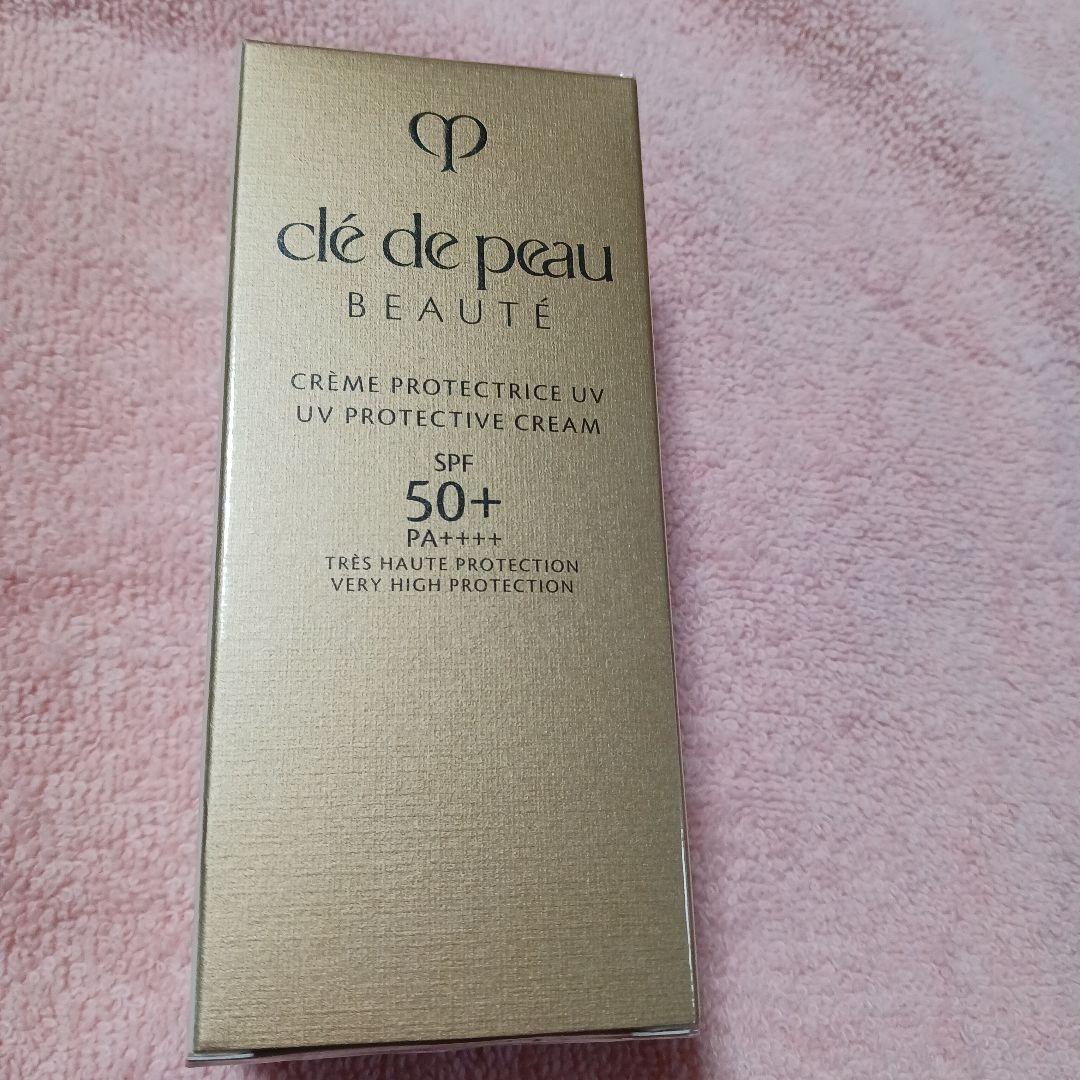 clé de peau
BEAUTÉ
CRÈME PROTECTRICE UV
UV PROTECTIVE CREAM
SPF
50+
PA++++
TRÈS HAUTE PROTECTION
VERY HIGH PROTECTION